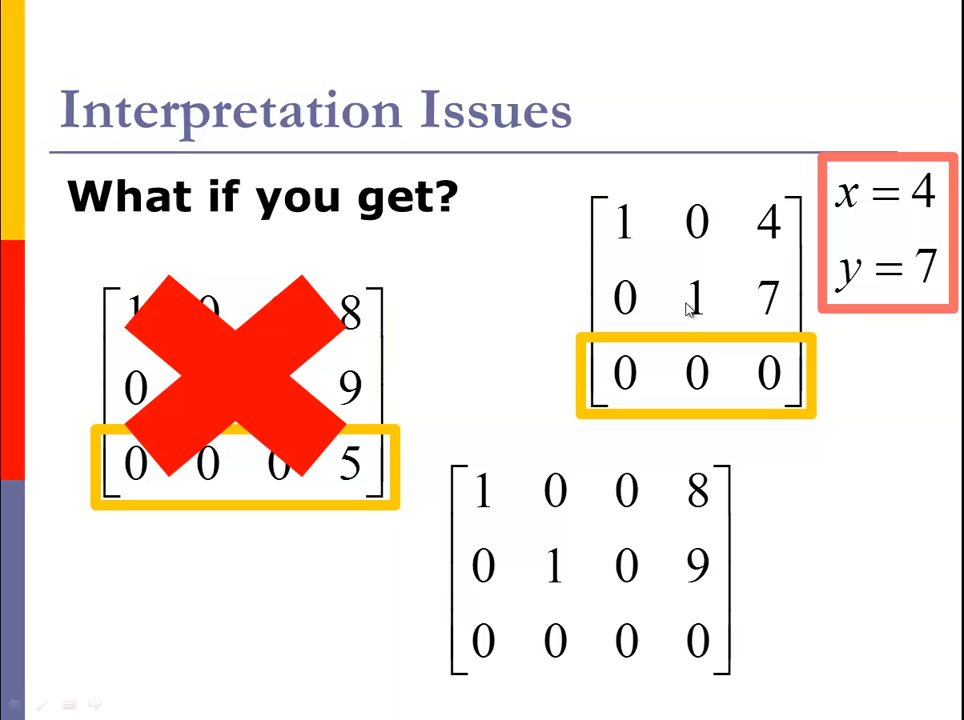 Interpretation Issues
What if you get?
1 0 8
0 9
0 0 0 5
1 0 4
0 1 7
0 0 0
x = 4
y = 7
1 0 0 8
0 1 0 9
0 0 0 0